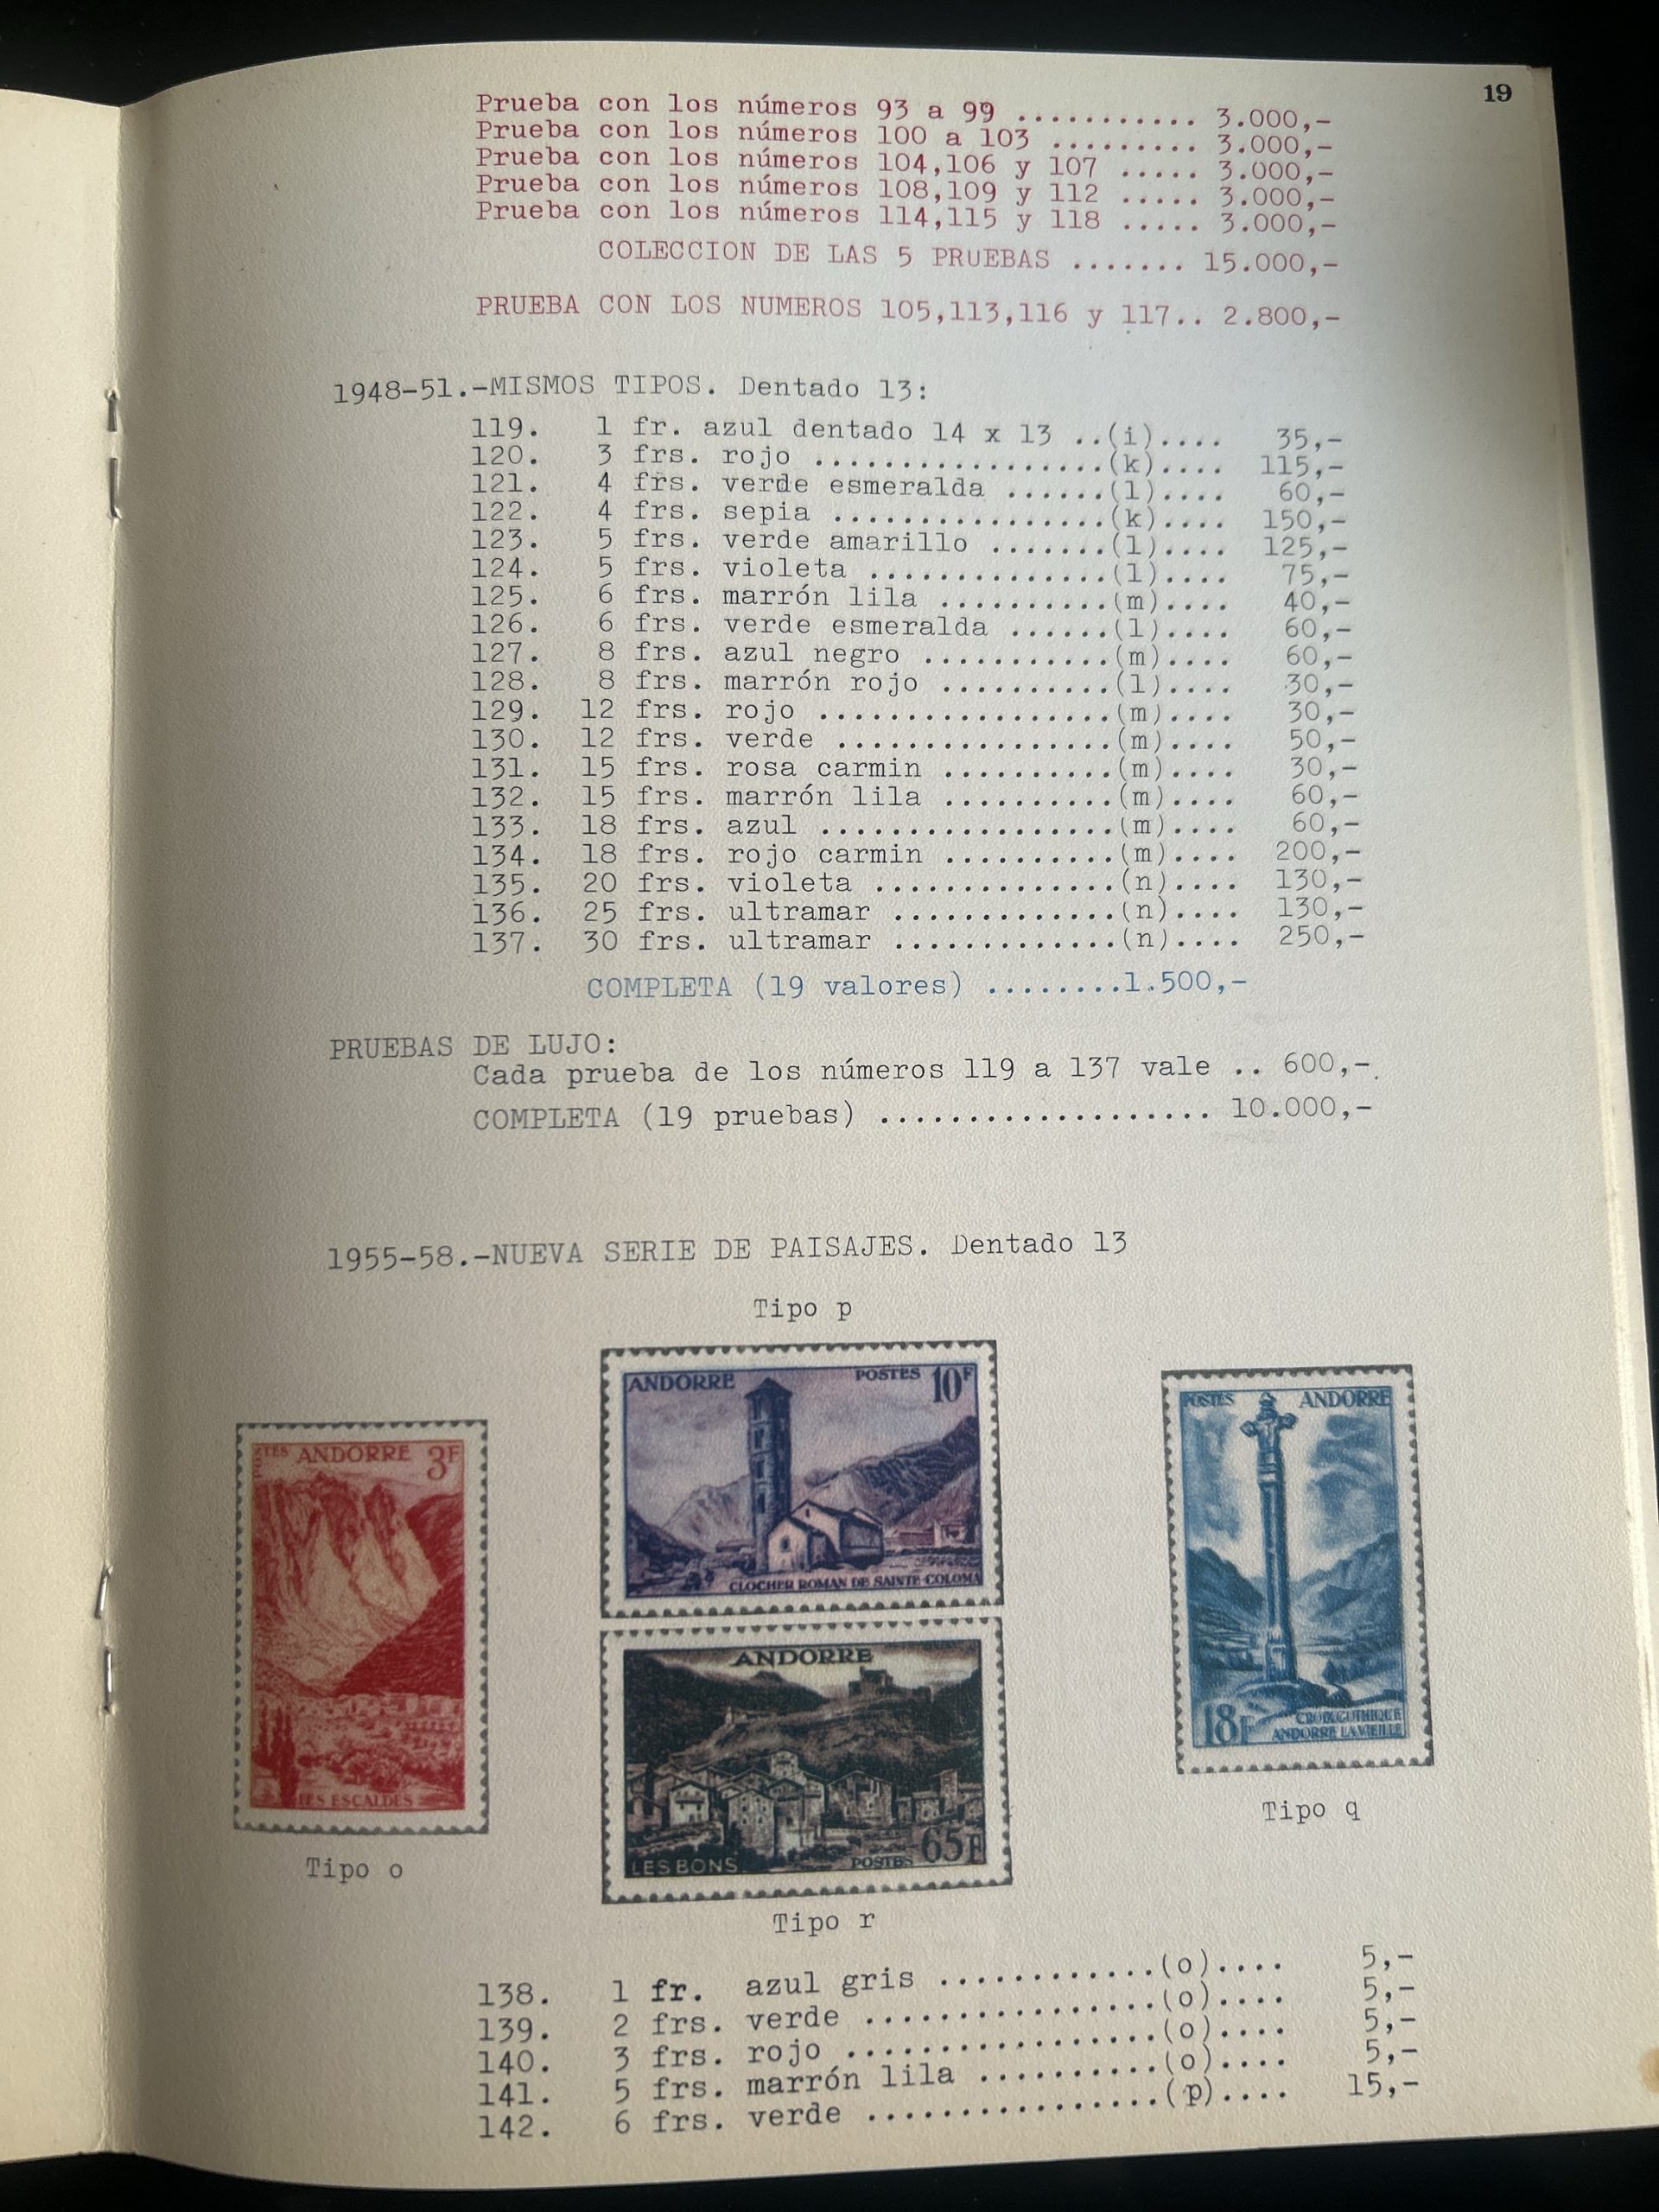 19
Prueba con los números 93 a 99 ........... 3.000,-
Prueba con los números 100 a 103 ......... 3.000,-
Prueba con los números 104,106 y 107 ..... 3.000,-
Prueba con los números 108,109 y 112 ..... 3.000,-
Prueba con los números 114,115 y 118 ..... 3.000,-
COLECCION DE LAS 5 PRUEBAS ....... 15.000,-
PRUEBA CON LOS NUMEROS 105,113,116 y 117.. 2.800,-
1948-51.-MISMOS TIPOS. Dentado 13:
119. 1 fr. azul dentado 14 x 13 ..(i).... 35,-
120. 3 frs. rojo .................(k).... 115,-
121. 4 frs. verde esmeralda ......(l).... 60,-
122. 4 frs. sepia ................(k).... 150,-
123. 5 frs. verde amarillo .......(l).... 125,-
124. 5 frs. violeta ..............(l).... 75,-
125. 6 frs. marrón lila ..........(m).... 40,-
126. 6 frs. verde esmeralda ......(l).... 60,-
127. 8 frs. azul negro ...........(m).... 60,-
128. 8 frs. marrón rojo ..........(l).... 30,-
129. 12 frs. rojo .................(m).... 30,-
130. 12 frs. verde ................(m).... 50,-
131. 15 frs. rosa carmin ..........(m).... 30,-
132. 15 frs. marrón lila ..........(m).... 60,-
133. 18 frs. azul .................(m).... 60,-
134. 18 frs. rojo carmin ..........(m).... 200,-
135. 20 frs. violeta ..............(n).... 130,-
136. 25 frs. ultramar .............(n).... 130,-
137. 30 frs. ultramar .............(n).... 250,-
COMPLETA (19 valores) ........1.500,-
PRUEBAS DE LUJO:
Cada prueba de los números 119 a 137 vale .. 600,-.
COMPLETA (19 pruebas) ................... 10.000,-
1955-58.-NUEVA SERIE DE PAISAJES. Dentado 13
Tipo p
ANDORRE POSTES 10F
CLOCHER ROMAN DE SAINTE-COLOMA
POSTES ANDORRE
18F CROIX GOTHIQUE
ANDORRE LA VIEILLE
Tipo q
POSTES ANDORRE 3F
LES ESCALDES
Tipo o
ANDORRE
LES BONS POSTES 65F
Tipo r
138. 1 fr. azul gris ............(o).... 5,-
139. 2 frs. verde ................(o).... 5,-
140. 3 frs. rojo .................(o).... 5,-
141. 5 frs. marrón lila ..........(o).... 5,-
142. 6 frs. verde ................(p).... 15,-